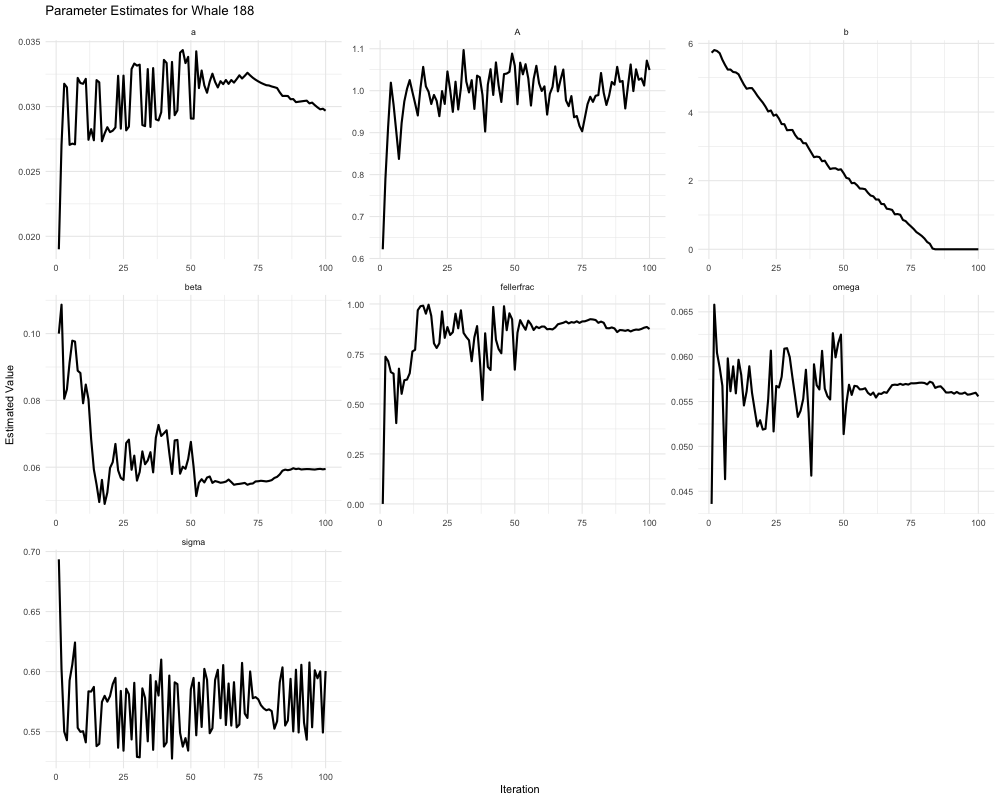 Parameter Estimates for Whale 188
a
A
b
0.035
0.030
0.025
0.020
0 25 50 75 100
1.1
1.0
0.9
0.8
0.7
0.6
0 25 50 75 100
6
4
2
0
0 25 50 75 100
beta
fellerfrac
omega
0.10
0.08
0.06
0 25 50 75 100
1.00
0.75
0.50
0.25
0.00
0 25 50 75 100
0.065
0.060
0.055
0.050
0.045
0 25 50 75 100
Estimated Value
sigma
0.70
0.65
0.60
0.55
0 25 50 75 100
Iteration